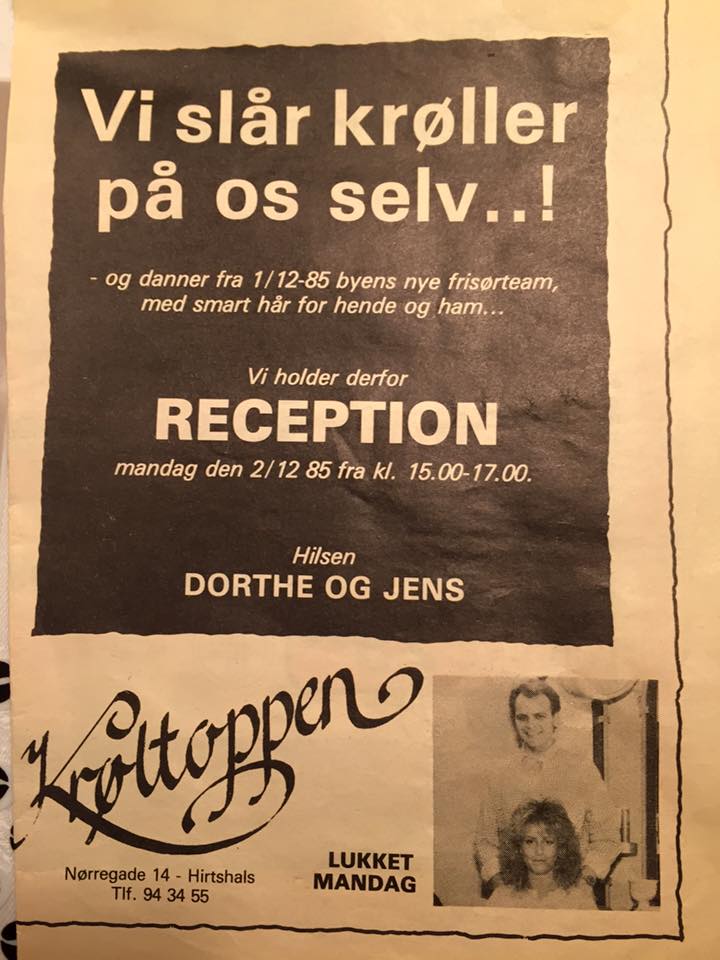 Vi slår krøller
på os selv..!
- og danner fra 1/12-85 byens nye frisørteam,
med smart hår for hende og ham...
Vi holder derfor
RECEPTION
mandag den 2/12 85 fra kl. 15.00-17.00.
Hilsen
DORTHE OG JENS
Krøltoppen
Nørregade 14 - Hirtshals
Tlf. 94 34 55
LUKKET
MANDAG